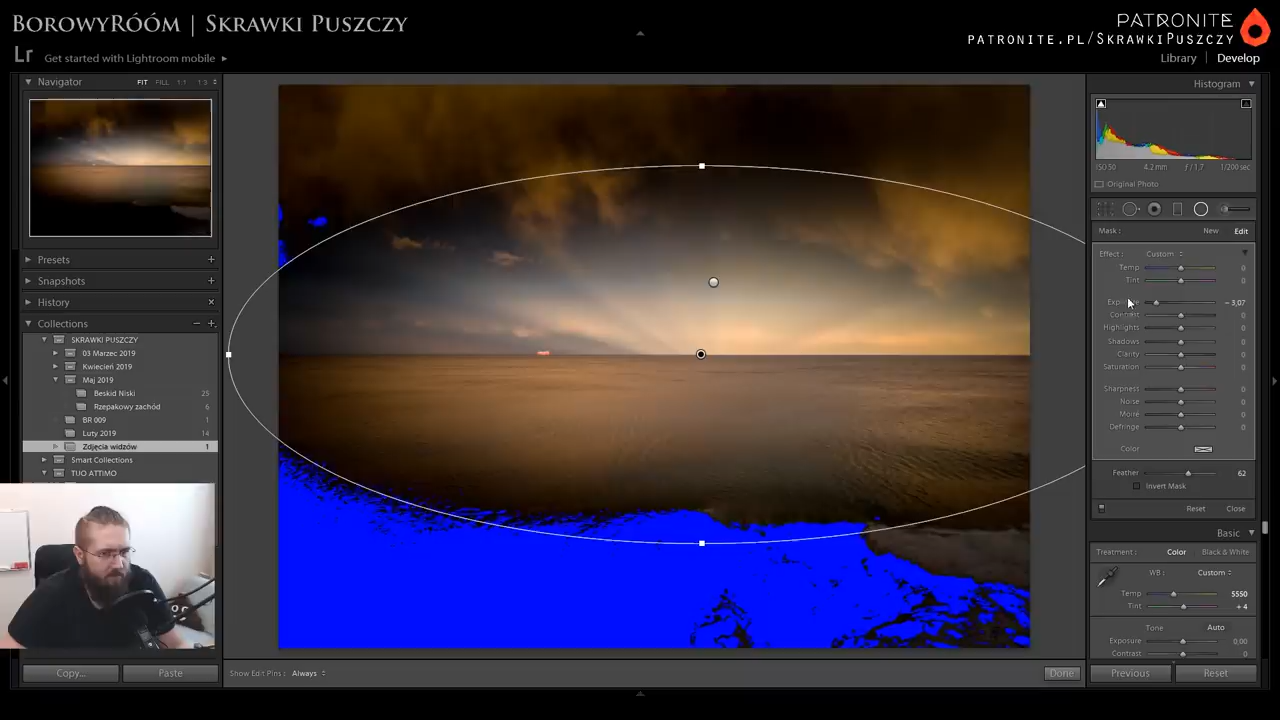 BOROWYRÓÓM | SKRAWKI PUSZCZY
PATRONITE
PATRONITE.PL/SKRAWKIPUSZCZY
Lr Get started with Lightroom mobile
Library | Develop
Navigator FIT FILL 1:1 1:3
Histogram
ISO 50 4.2 mm F / 1.7 1/200 sec
Original Photo
Mask : New Edit
Effect : Custom
Temp 0
Tint 0
Exposure − 3,07
Contrast 0
Highlights 0
Shadows 0
Clarity 0
Saturation 0
Sharpness 0
Noise 0
Moiré 0
Defringe 0
Color
Feather 62
Invert Mask
Reset Close
Basic
Treatment : Color Black & White
WB : Custom
Temp 5550
Tint + 4
Tone Auto
Exposure 0,00
Contrast 0
Presets
Snapshots
History
Collections
SKRAWKI PUSZCZY
03 Marzec 2019
Kwiecień 2019
Maj 2019
Beskid Niski 25
Rzepakowy zachód 6
BR 009 1
Luty 2019 14
Zdjęcia widzów 1
Smart Collections
TUO ATTIMO
Copy... Paste
Show Edit Pins : Always
Done
Previous Reset